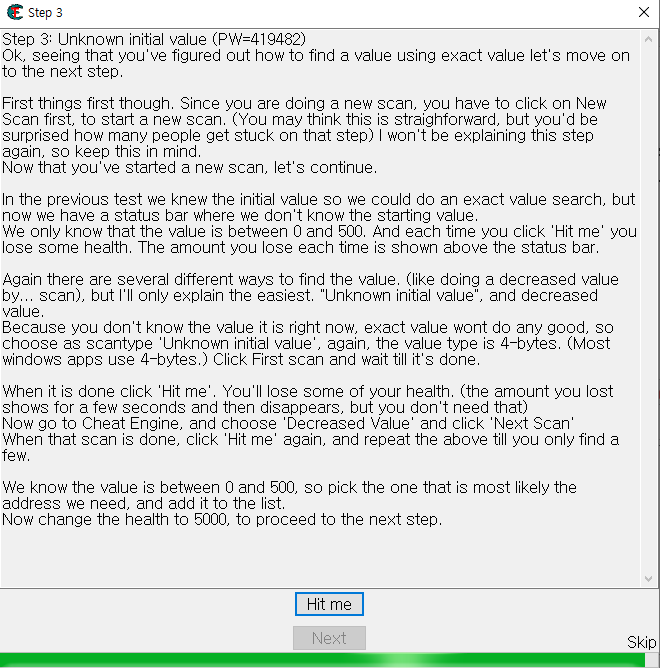 Step 3
Step 3: Unknown initial value (PW=419482)
Ok, seeing that you've figured out how to find a value using exact value let's move on
to the next step.
First things first though. Since you are doing a new scan, you have to click on New
Scan first, to start a new scan. (You may think this is straighforward, but you'd be
surprised how many people get stuck on that step) I won't be explaining this step
again, so keep this in mind.
Now that you've started a new scan, let's continue.
In the previous test we knew the initial value so we could do an exact value search, but
now we have a status bar where we don't know the starting value.
We only know that the value is between 0 and 500. And each time you click 'Hit me' you
lose some health. The amount you lose each time is shown above the status bar.
Again there are several different ways to find the value. (like doing a decreased value
by... scan), but I'll only explain the easiest. "Unknown initial value", and decreased
value.
Because you don't know the value it is right now, exact value wont do any good, so
choose as scantype 'Unknown initial value', again, the value type is 4-bytes. (Most
windows apps use 4-bytes.) Click First scan and wait till it's done.
When it is done click 'Hit me'. You'll lose some of your health. (the amount you lost
shows for a few seconds and then disappears, but you don't need that)
Now go to Cheat Engine, and choose 'Decreased Value' and click 'Next Scan'
When that scan is done, click 'Hit me' again, and repeat the above till you only find a
few.
We know the value is between 0 and 500, so pick the one that is most likely the
address we need, and add it to the list.
Now change the health to 5000, to proceed to the next step.
Hit me
Next
Skip